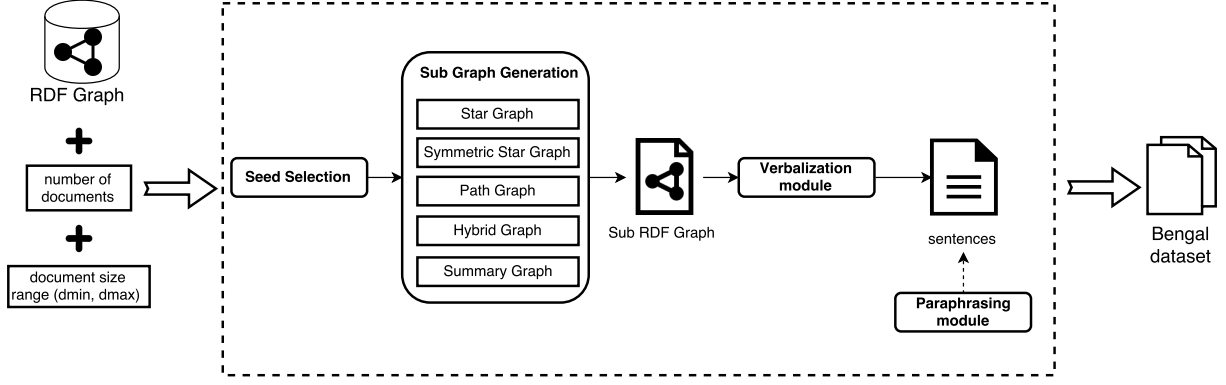 RDF Graph
number of
documents
document size
range (dmin, dmax)
Seed Selection
Sub Graph Generation
Star Graph
Symmetric Star Graph
Path Graph
Hybrid Graph
Summary Graph
Sub RDF Graph
Verbalization
module
sentences
Paraphrasing
module
Bengal
dataset